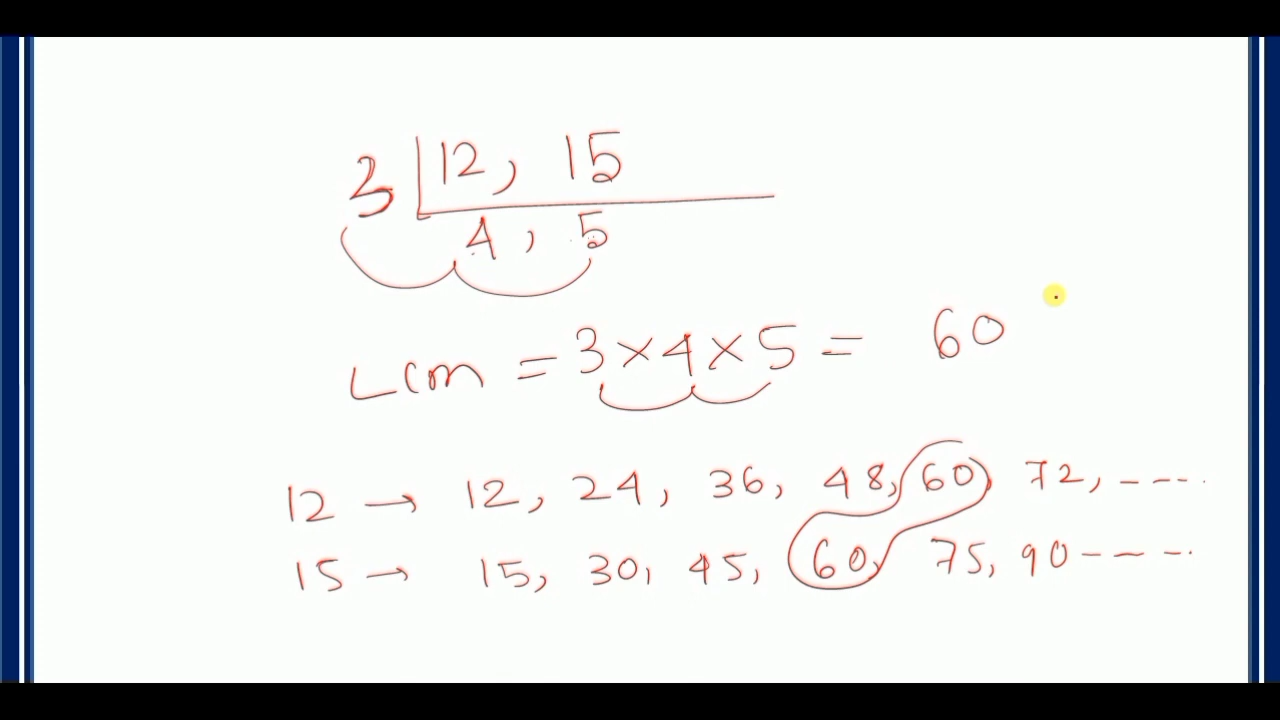 3 | 12, 15
4, 5
LCM = 3 × 4 × 5 = 60
12 → 12, 24, 36, 48, 60, 72, ----
15 → 15, 30, 45, 60, 75, 90 ----